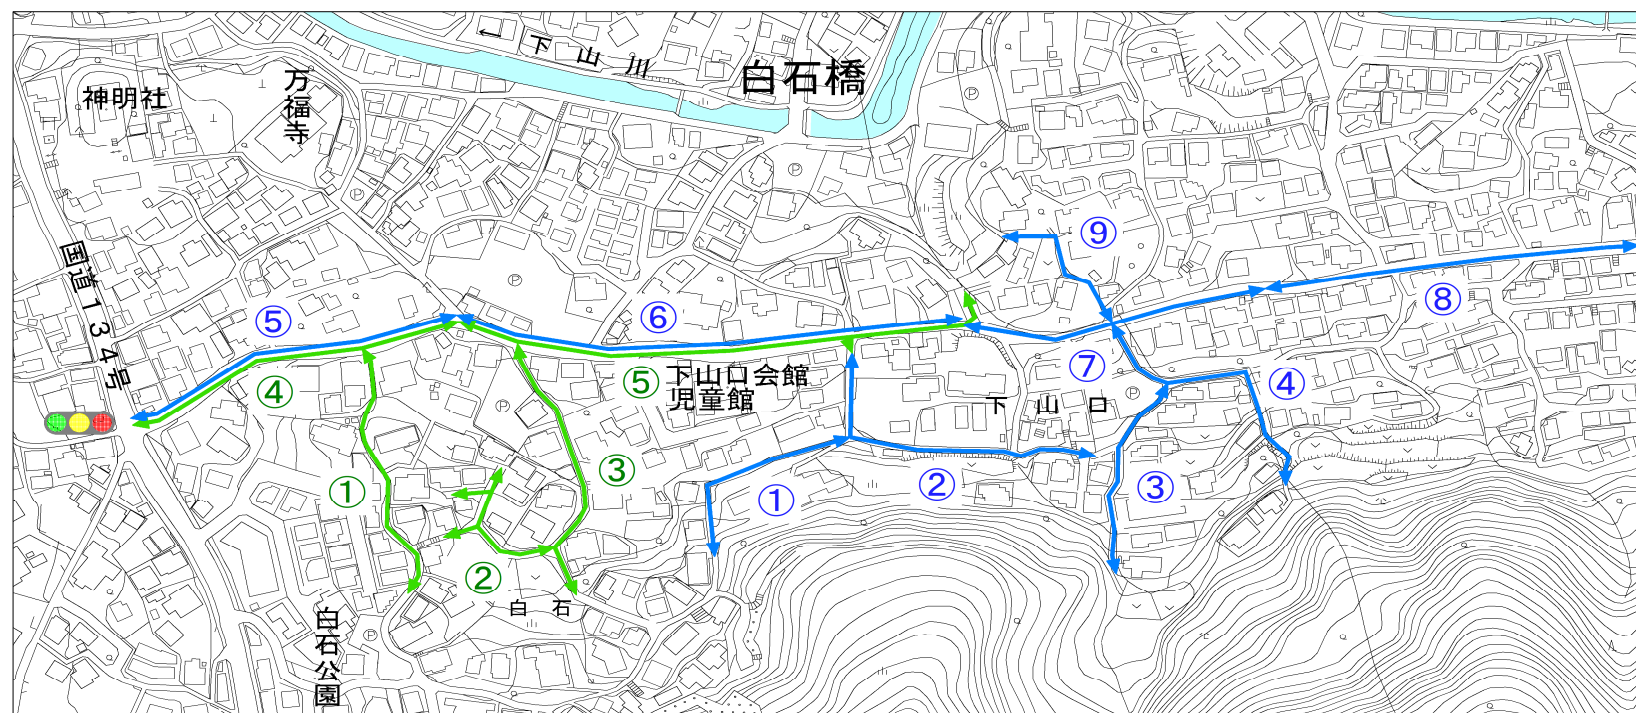 下山川
白石橋
神明社
万福寺
国道134号
⑨
⑧
⑤
⑥
⑦
④
④
⑤
下山口会館
児童館
下山口
①
③
①
②
③
②
白石
白石公園